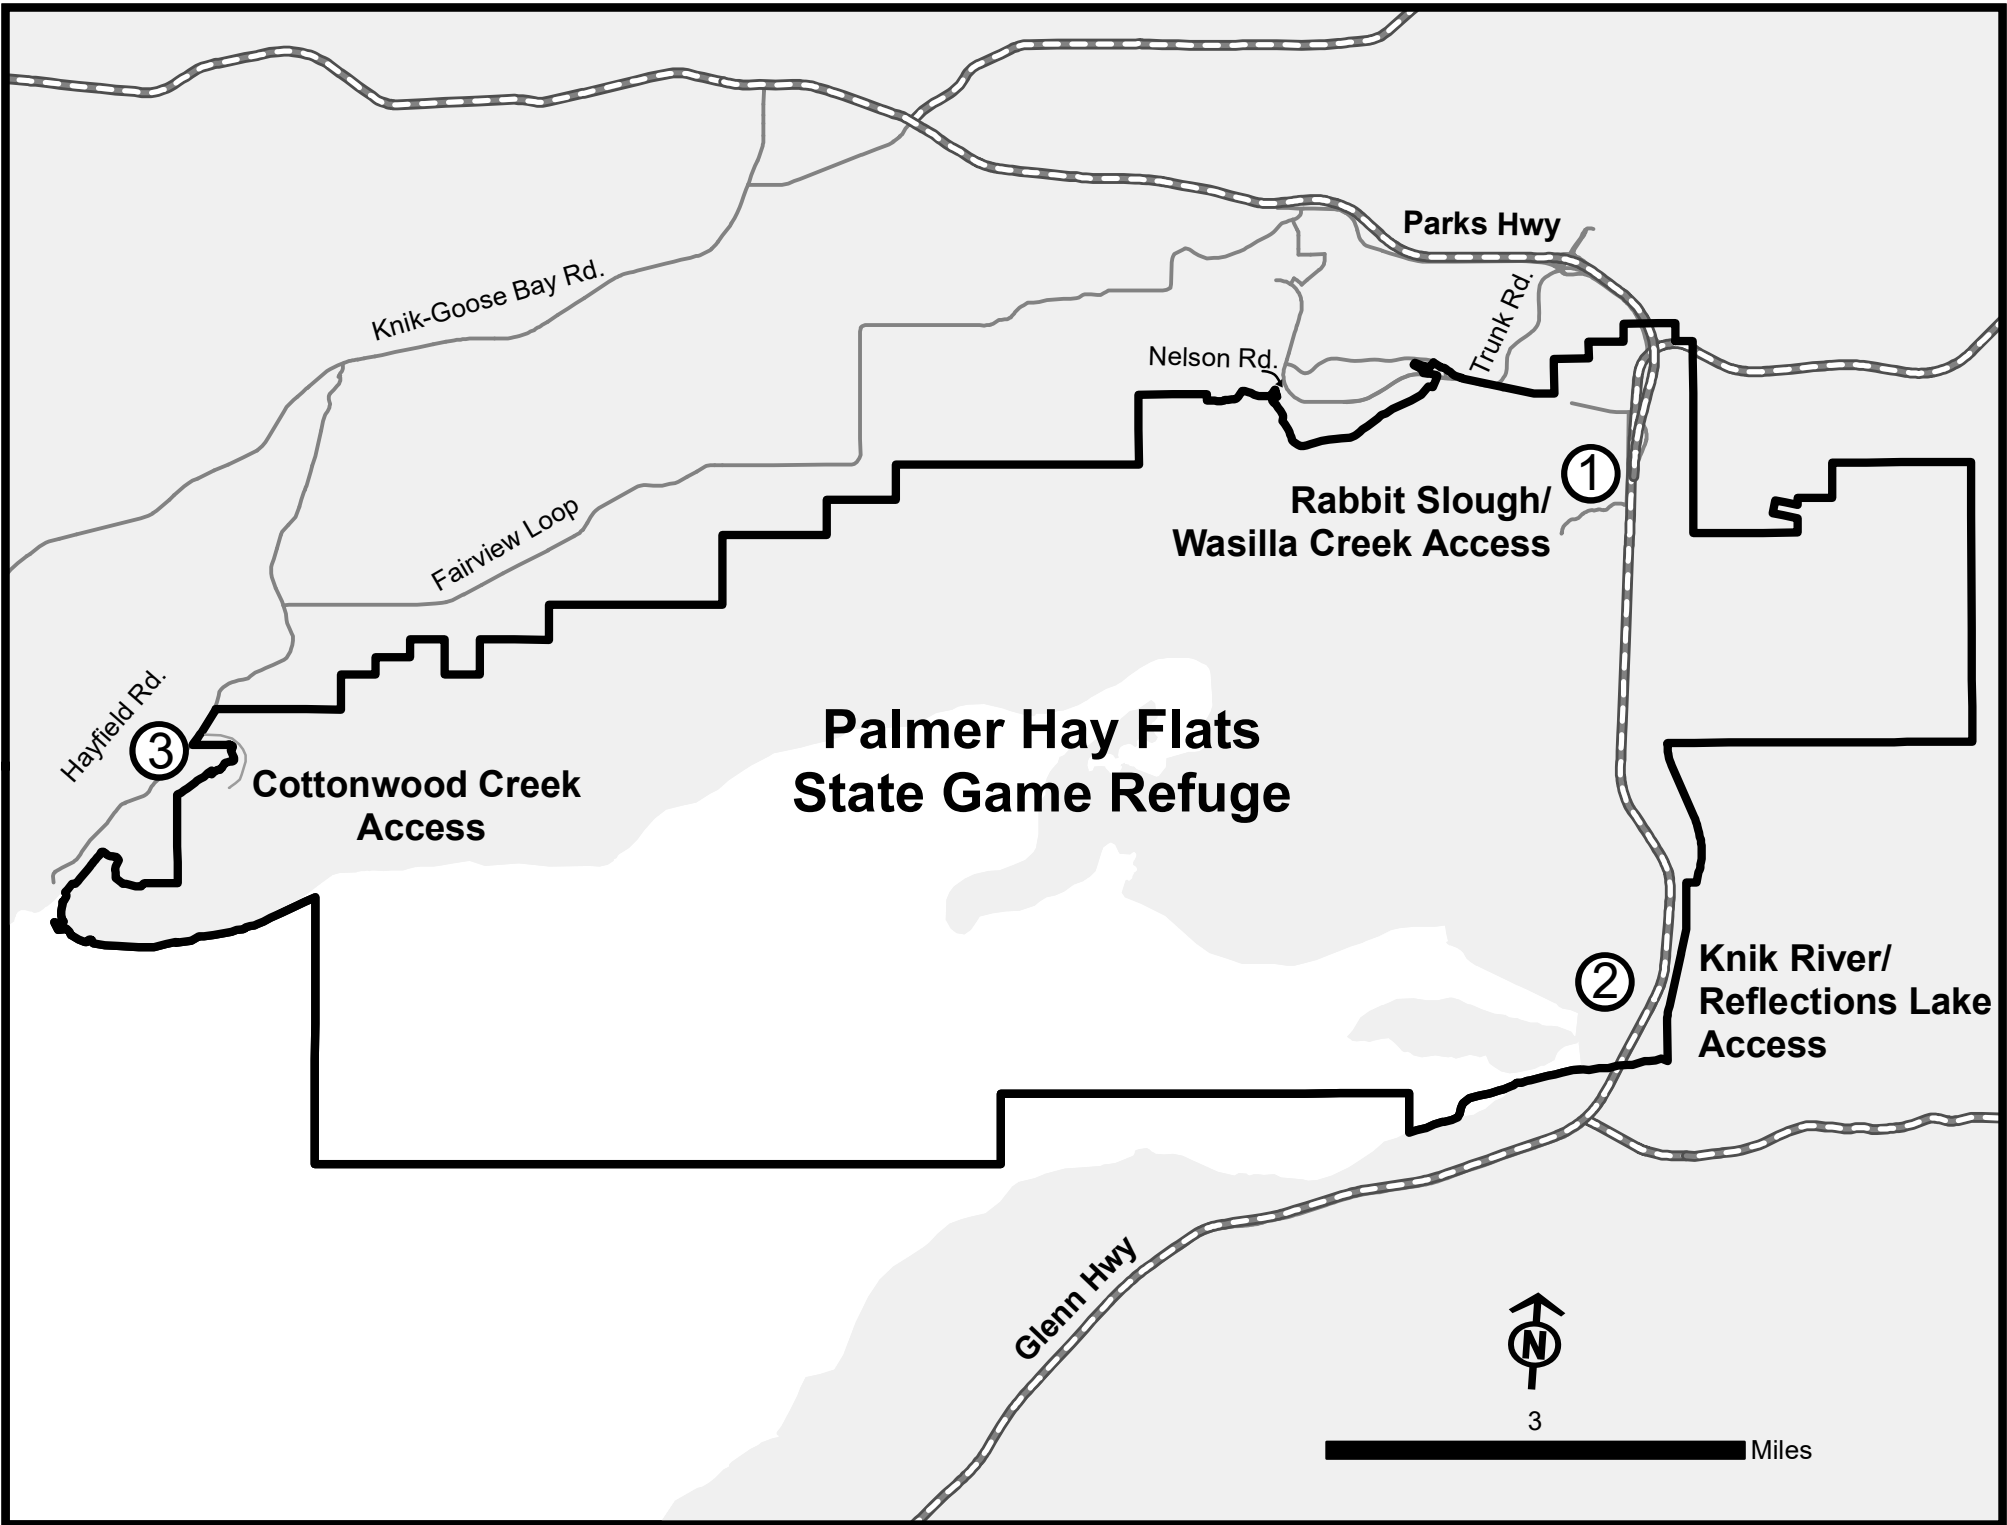 Parks Hwy
Knik-Goose Bay Rd.
Trunk Rd.
Nelson Rd.
1
Rabbit Slough/
Wasilla Creek Access
Fairview Loop
Hayfield Rd.
3
Cottonwood Creek
Access
Palmer Hay Flats
State Game Refuge
2
Knik River/
Reflections Lake
Access
Glenn Hwy
N
3
Miles